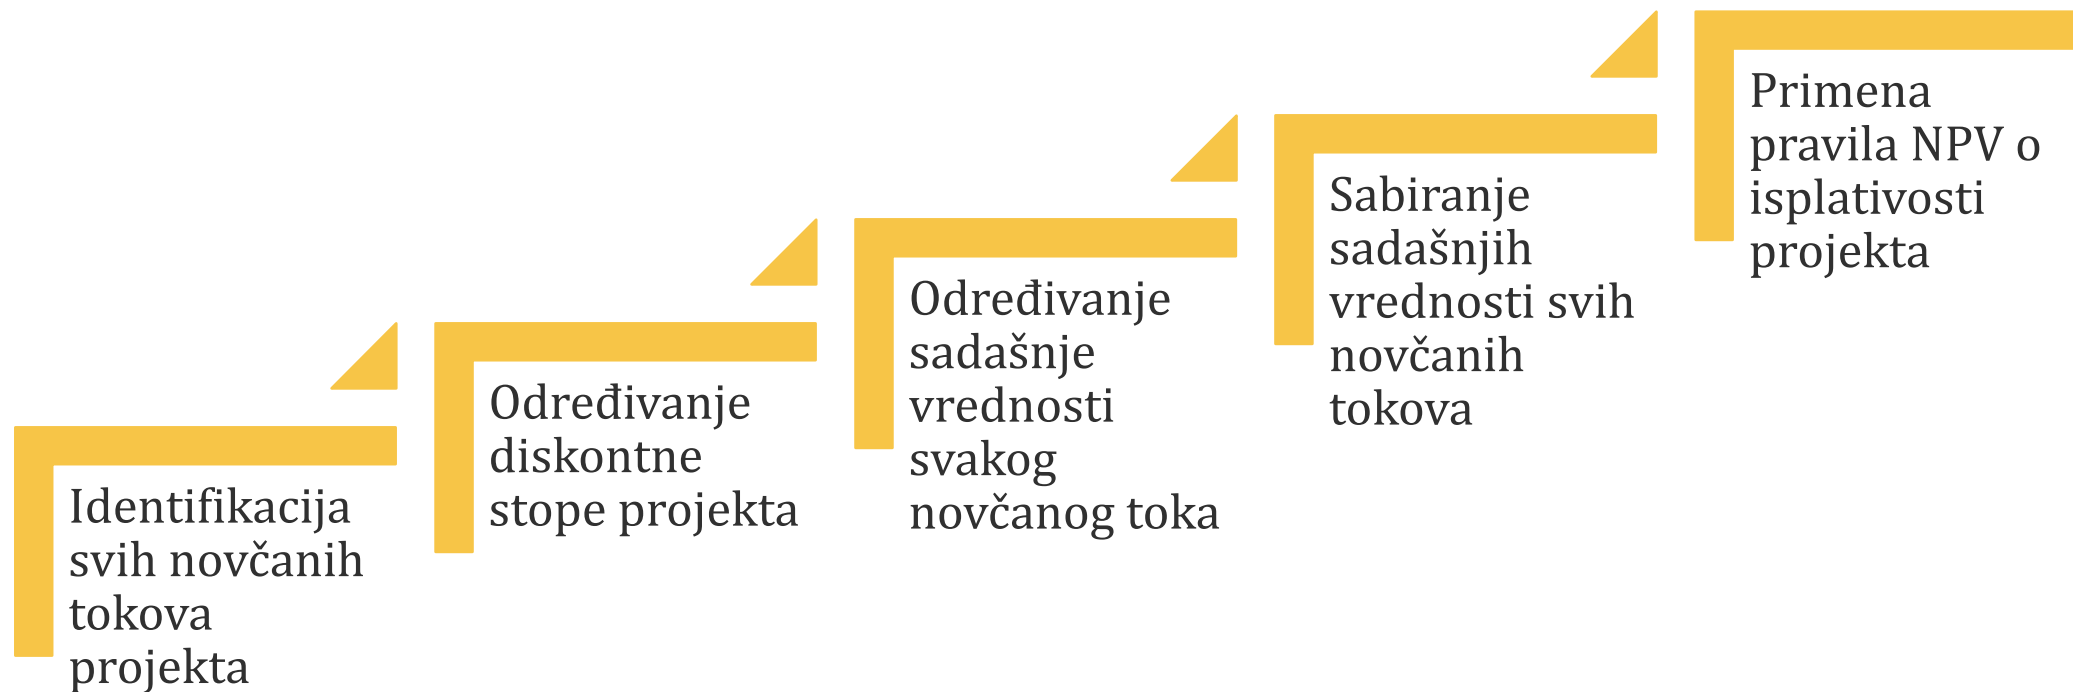 Identifikacija
svih novčanih
tokova
projekta
Određivanje
diskontne
stope projekta
Određivanje
sadašnje
vrednosti
svakog
novčanog toka
Sabiranje
sadašnjih
vrednosti svih
novčanih
tokova
Primena
pravila NPV o
isplativosti
projekta